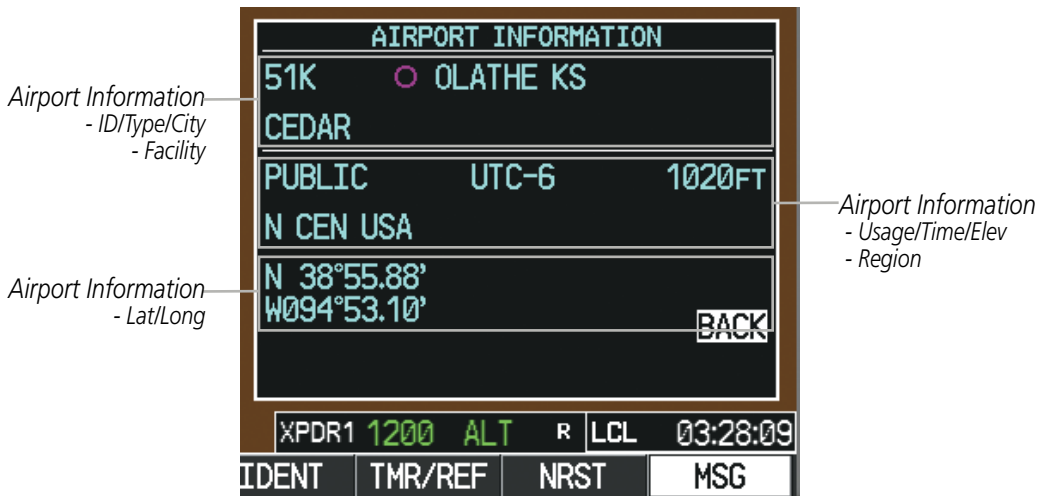 AIRPORT INFORMATION
51K OLATHE KS
CEDAR
PUBLIC UTC-6 1020FT
N CEN USA
N 38°55.88'
W094°53.10'
BACK
XPDR1 1200 ALT R LCL 03:28:09
IDENT TMR/REF NRST MSG
Airport Information
- ID/Type/City
- Facility
Airport Information
- Usage/Time/Elev
- Region
Airport Information
- Lat/Long